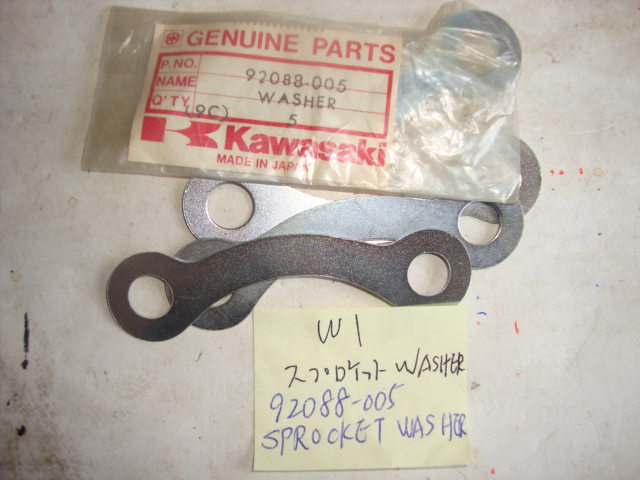 GENUINE PARTS
P.NO. 92088-005
NAME WASHER
Q'TY (9C) 5
Kawasaki
MADE IN JAPAN
W1
スプロケット WASHER
92088-005
SPROCKET WASHER